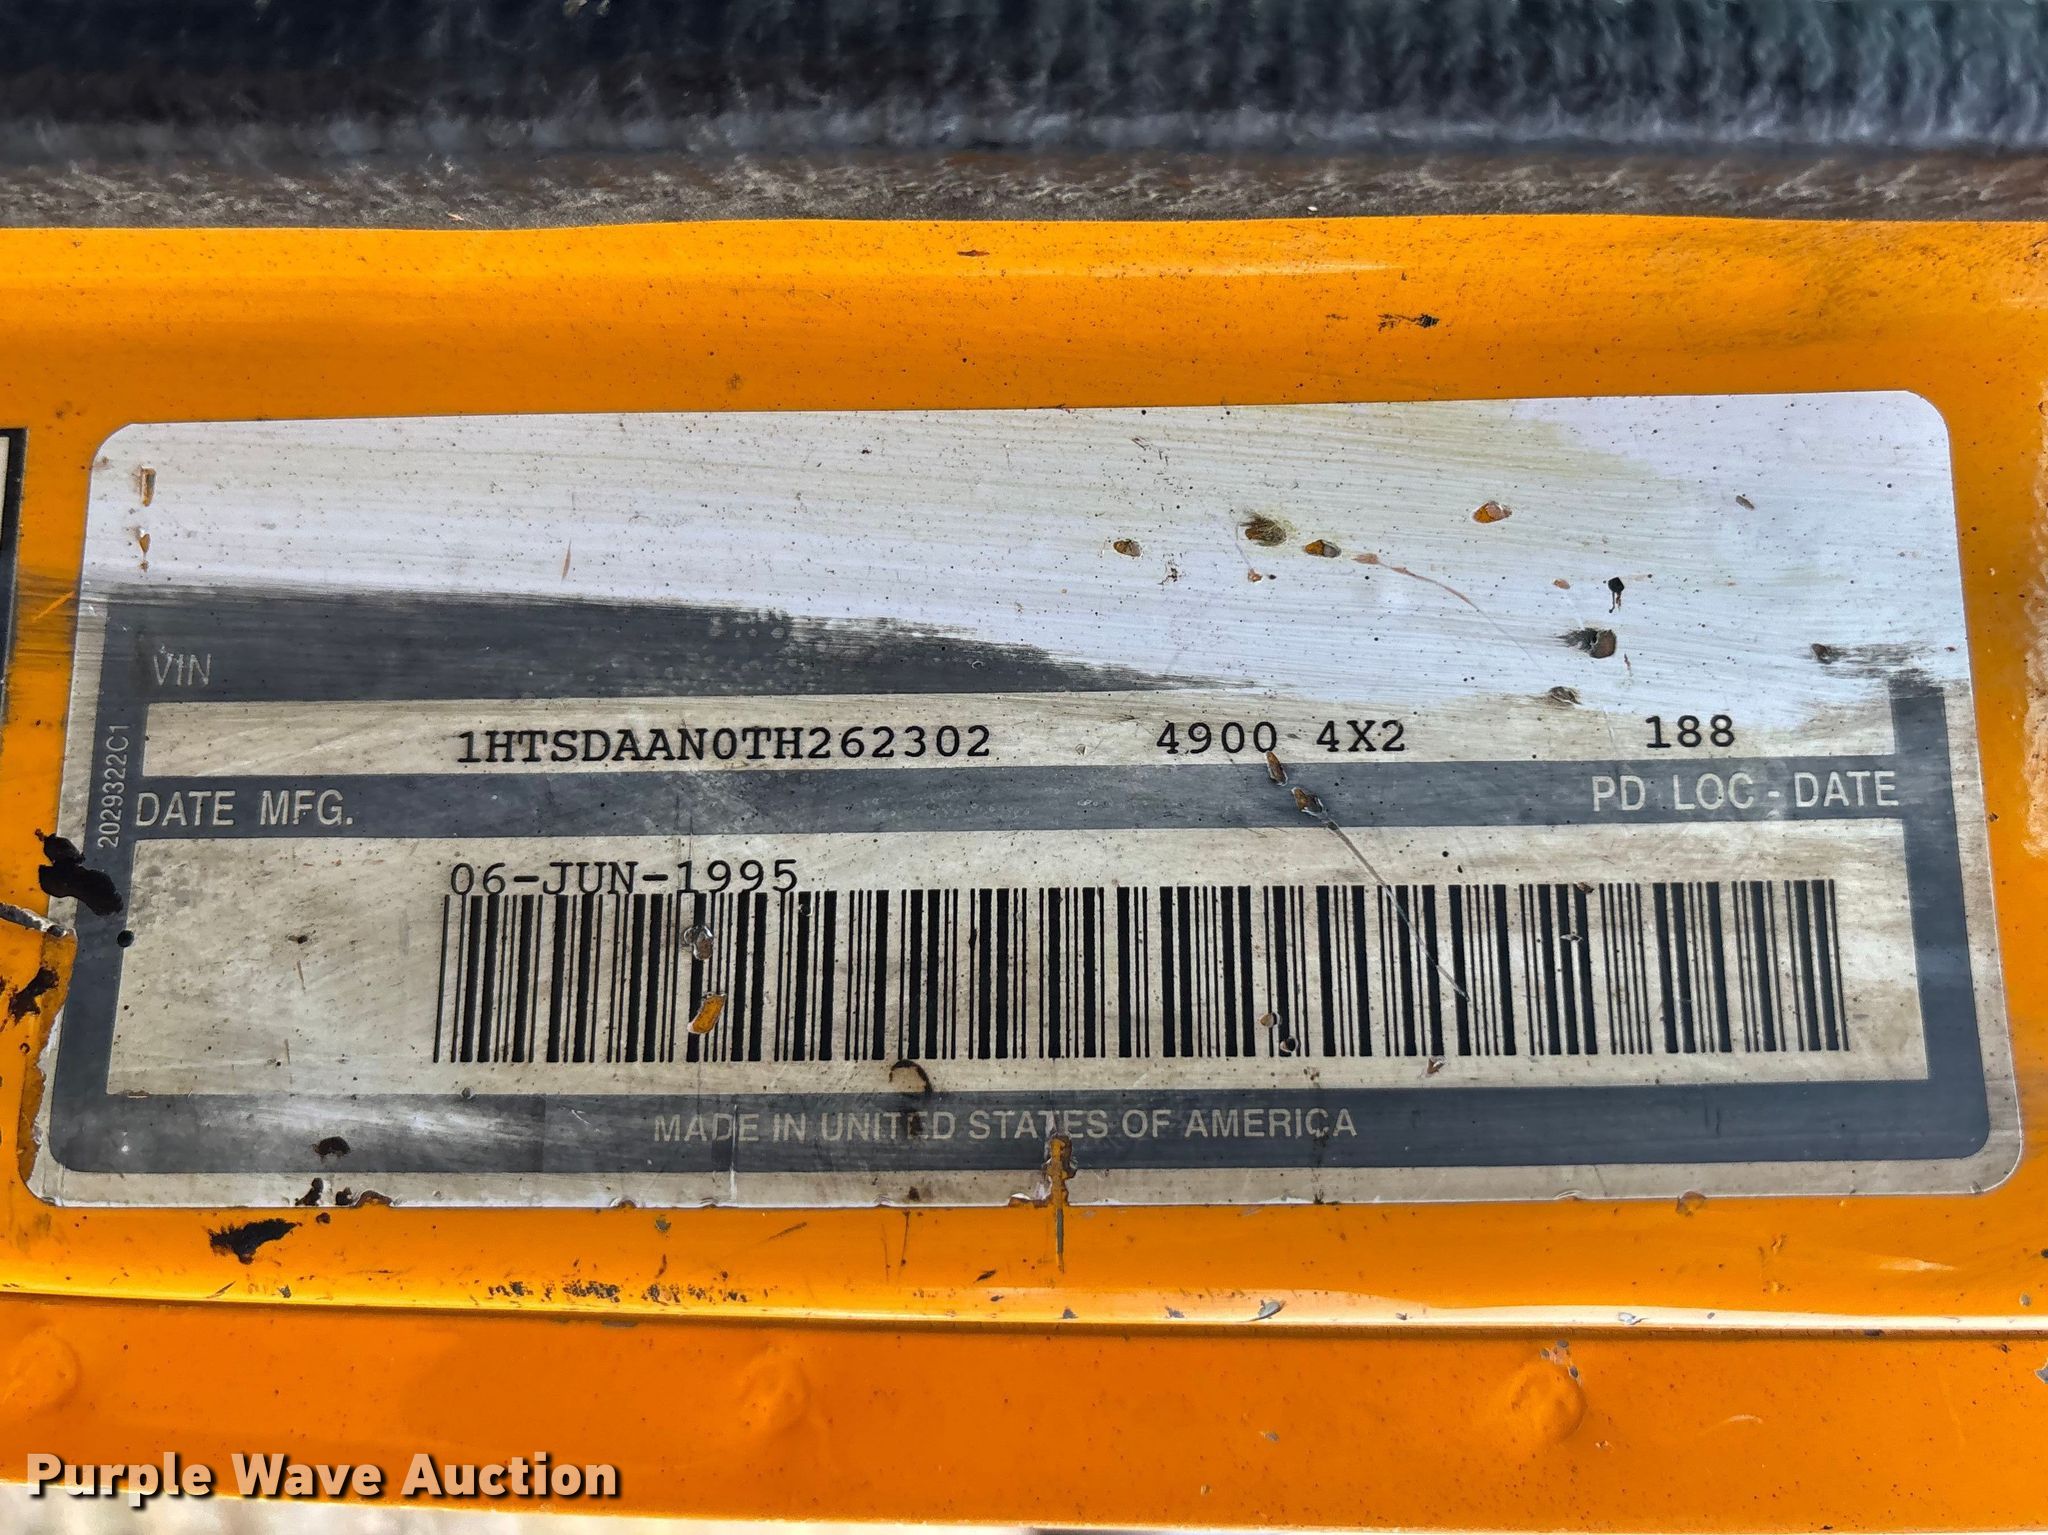 VIN
1HTSDAAN0TH262302 4900 4X2 188
2029322C1
DATE MFG. PD LOC - DATE
06-JUN-1995
MADE IN UNITED STATES OF AMERICA
Purple Wave Auction